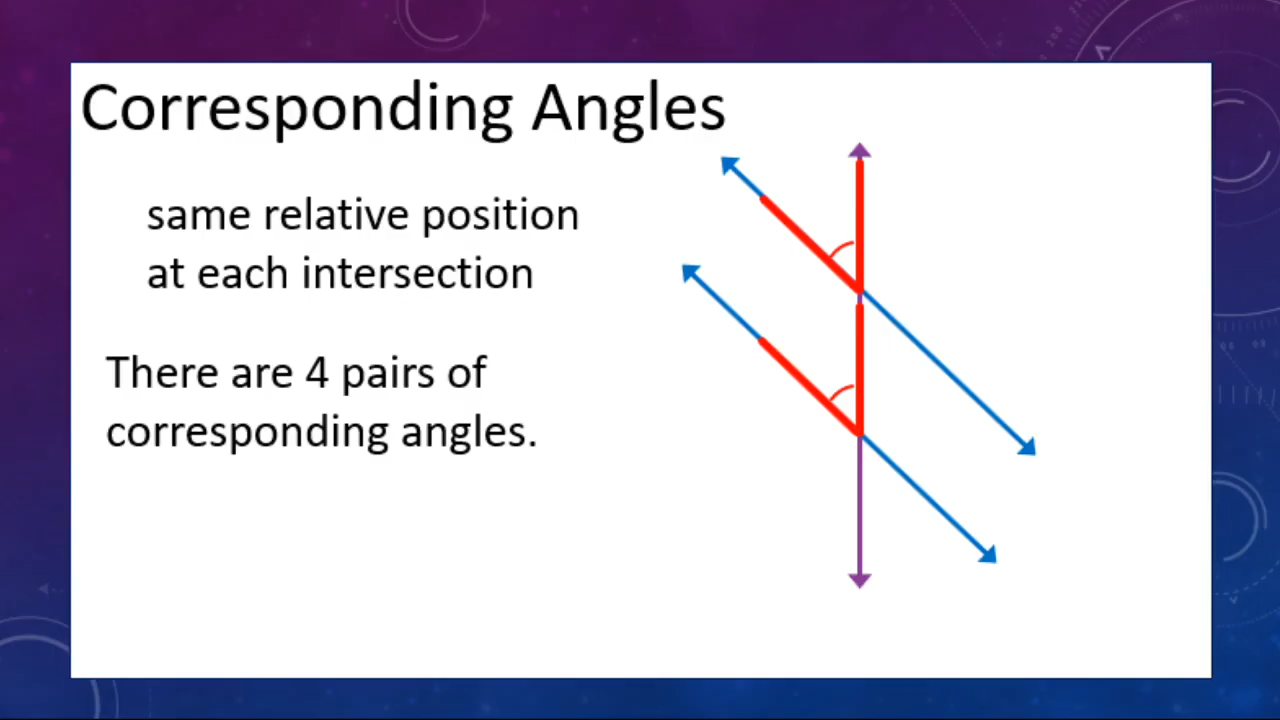 Corresponding Angles
same relative position
at each intersection
There are 4 pairs of
corresponding angles.